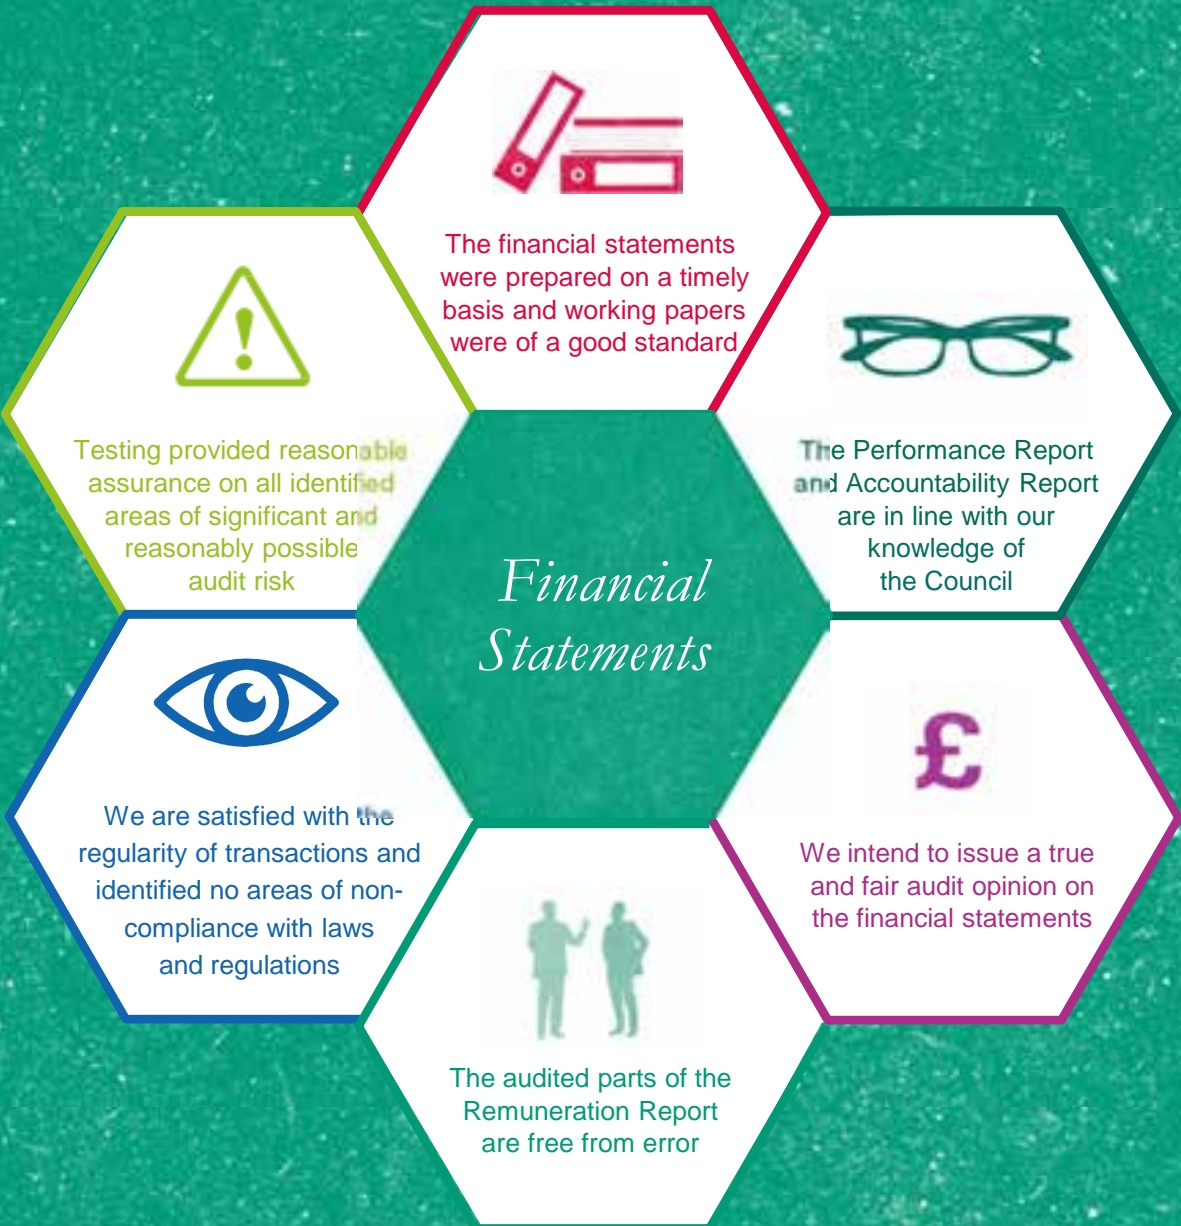 The financial statements
were prepared on a timely
basis and working papers
were of a good standard
Testing provided reasonable
assurance on all identified
areas of significant and
reasonably possible
audit risk
The Performance Report
and Accountability Report
are in line with our
knowledge of
the Council
Financial
Statements
We are satisfied with the
regularity of transactions and
identified no areas of non-
compliance with laws
and regulations
£
We intend to issue a true
and fair audit opinion on
the financial statements
The audited parts of the
Remuneration Report
are free from error